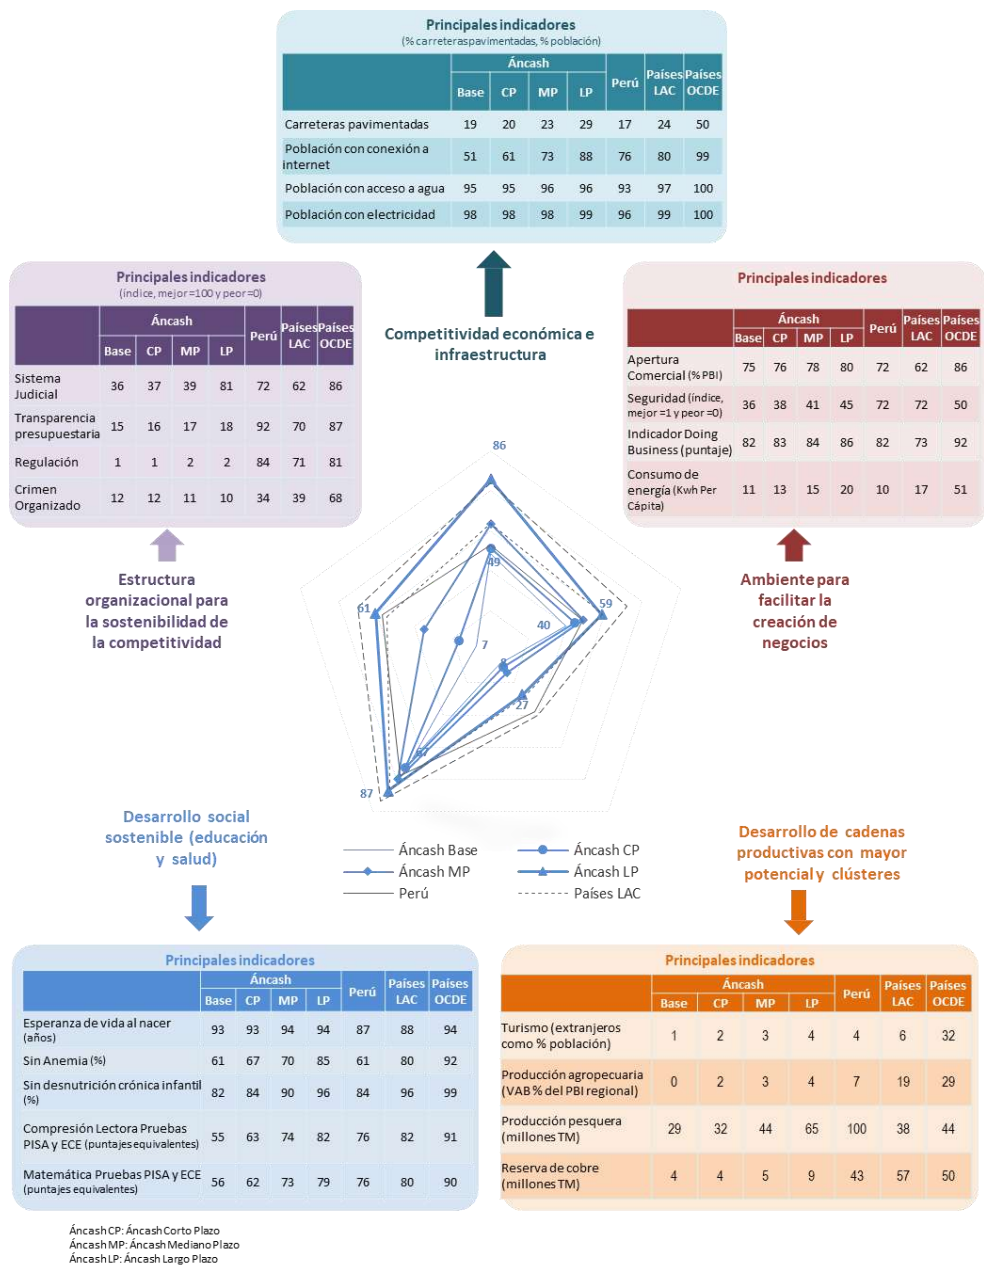 Principales indicadores
(% carreteraspavimentadas, % población)
Áncash Perú Países LAC Países OCDE
Base CP MP LP
Carreteras pavimentadas 19 20 23 29 17 24 50
Población con conexión a
internet 51 61 73 88 76 80 99
Población con acceso a agua 95 95 96 96 93 97 100
Población con electricidad 98 98 98 99 96 99 100
Principales indicadores
(índice, mejor =100 y peor =0)
Áncash Perú Países LAC Países OCDE
Base CP MP LP
Sistema
Judicial 36 37 39 81 72 62 86
Transparencia
presupuestaria 15 16 17 18 92 70 87
Regulación 1 1 2 2 84 71 81
Crimen
Organizado 12 12 11 10 34 39 68
Principales indicadores
Áncash Perú Países LAC Países OCDE
Base CP MP LP
Apertura
Comercial (% PBI) 75 76 78 80 72 62 86
Seguridad (índice,
mejor =1 y peor =0) 36 38 41 45 72 72 50
Indicador Doing
Business (puntaje) 82 83 84 86 82 73 92
Consumo de
energía (Kwh Per
Cápita) 11 13 15 20 10 17 51
Competitividad económica e
infraestructura
Estructura
organizacional para
la sostenibilidad de
la competitividad
Ambiente para
facilitar la
creación de
negocios
86
49
59
40
61
7
8
27
67
87
Desarrollo social
sostenible (educación
y salud)
Desarrollo de cadenas
productivas con mayor
potencial y clústeres
Áncash Base
Áncash CP
Áncash MP
Áncash LP
Perú
Países LAC
Principales indicadores
Áncash Perú Países LAC Países OCDE
Base CP MP LP
Esperanza de vida al nacer
(años) 93 93 94 94 87 88 94
Sin Anemia (%) 61 67 70 85 61 80 92
Sin desnutrición crónica infantil
(%) 82 84 90 96 84 96 99
Compresión Lectora Pruebas
PISA y ECE (puntajes equivalentes) 55 63 74 82 76 82 91
Matemática Pruebas PISA y ECE
(puntajes equivalentes) 56 62 73 79 76 80 90
Principales indicadores
Áncash Perú Países LAC Países OCDE
Base CP MP LP
Turismo (extranjeros
como % población) 1 2 3 4 4 6 32
Producción agropecuaria
(VAB % del PBI regional) 0 2 3 4 7 19 29
Producción pesquera
(millones TM) 29 32 44 65 100 38 44
Reserva de cobre
(millones TM) 4 4 5 9 43 57 50
Áncash CP: Áncash Corto Plazo
Áncash MP: Áncash Mediano Plazo
Áncash LP: Áncash Largo Plazo